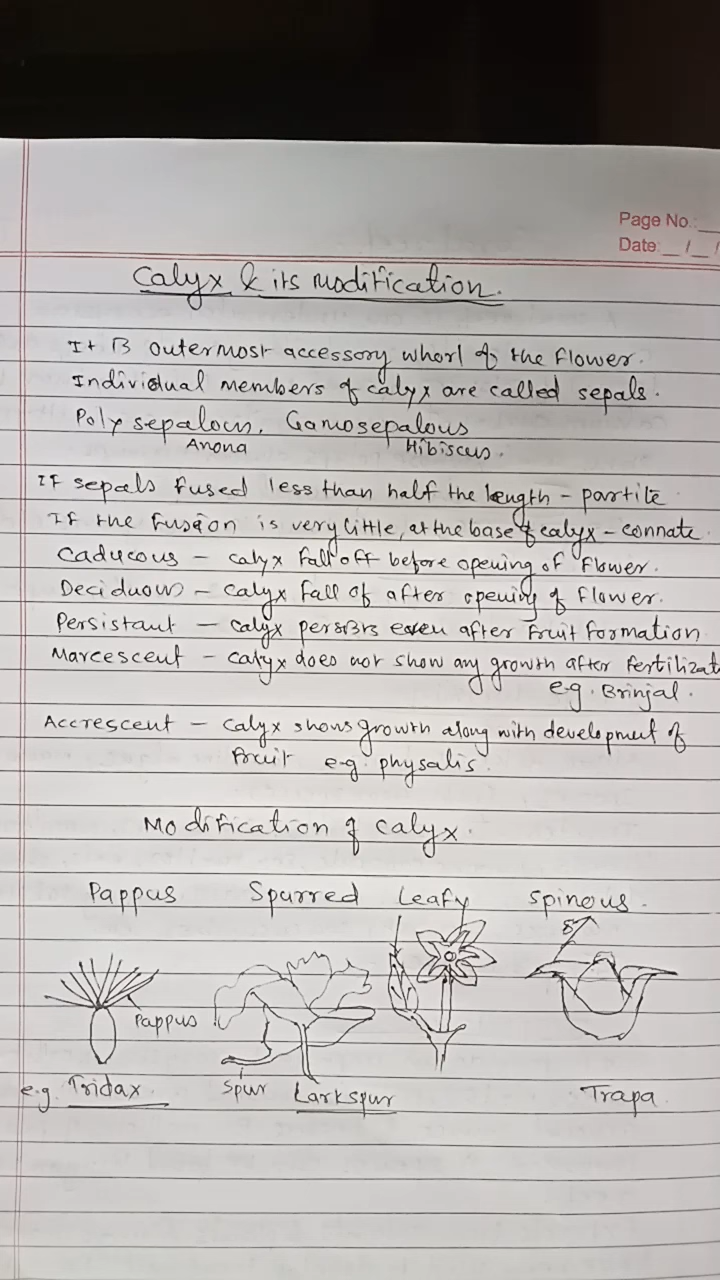 Page No.:
Date: / /
Calyx & its modification.
It is outermost accessory whorl of the flower.
Individual members of calyx are called sepals.
Polysepalous, Gamosepalous
Anona Hibiscus.
If sepals fused less than half the length - partite
If the fusion is very little, at the base of calyx - connate.
Caducous - calyx fall off before opening of flower.
Deciduous - calyx fall of after opening of flower.
Persistant - calyx persists even after fruit formation
Marcescent - calyx does not show any growth after fertilizat
e.g. Brinjal.
Accrescent - calyx shows growth along with development of
fruit e.g. physalis.
Modification of calyx.
Pappus Spurred Leafy Spinous.
Pappus
Spur
e.g. Tridax. Larkspur Trapa